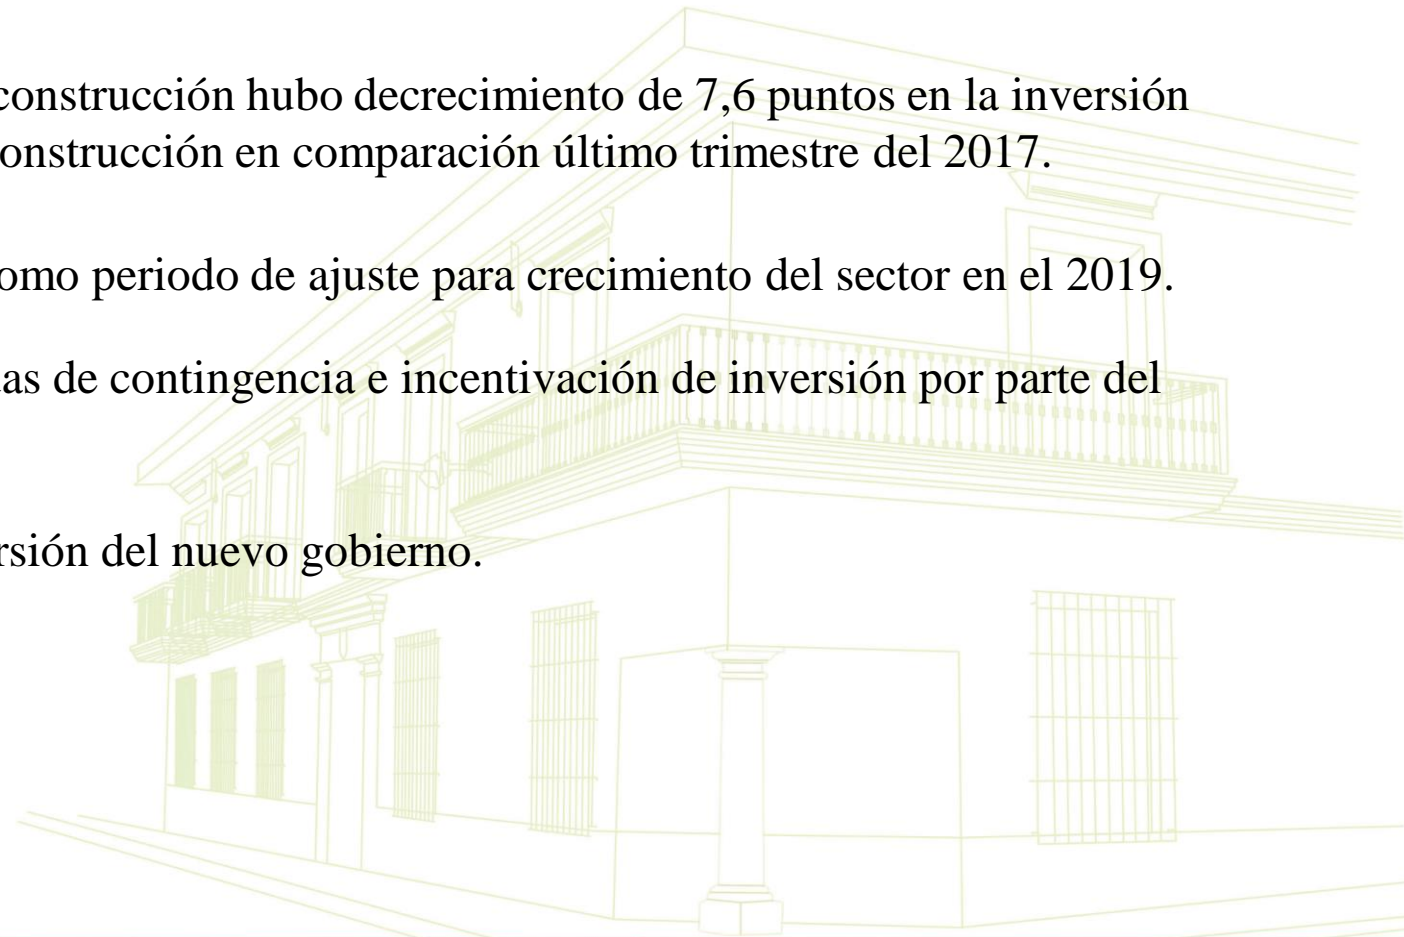 construcción hubo decrecimiento de 7,6 puntos en la inversión
onstrucción en comparación último trimestre del 2017.
omo periodo de ajuste para crecimiento del sector en el 2019.
as de contingencia e incentivación de inversión por parte del
rsión del nuevo gobierno.